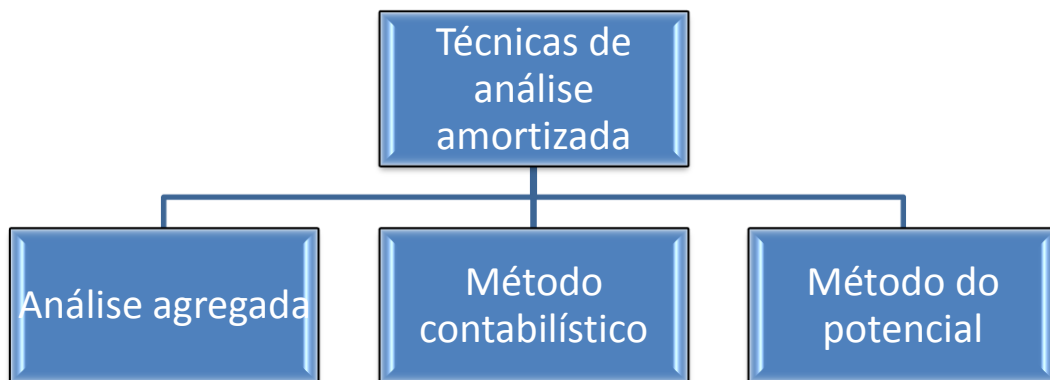 Técnicas de
análise
amortizada
Análise agregada
Método
contabilístico
Método do
potencial